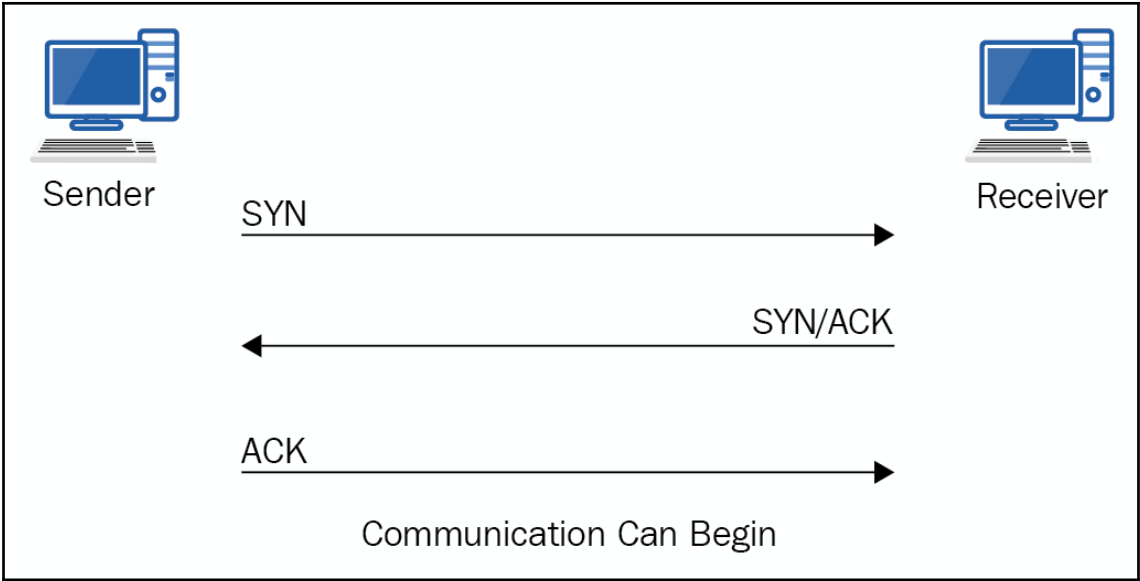 Sender
Receiver
SYN
SYN/ACK
ACK
Communication Can Begin